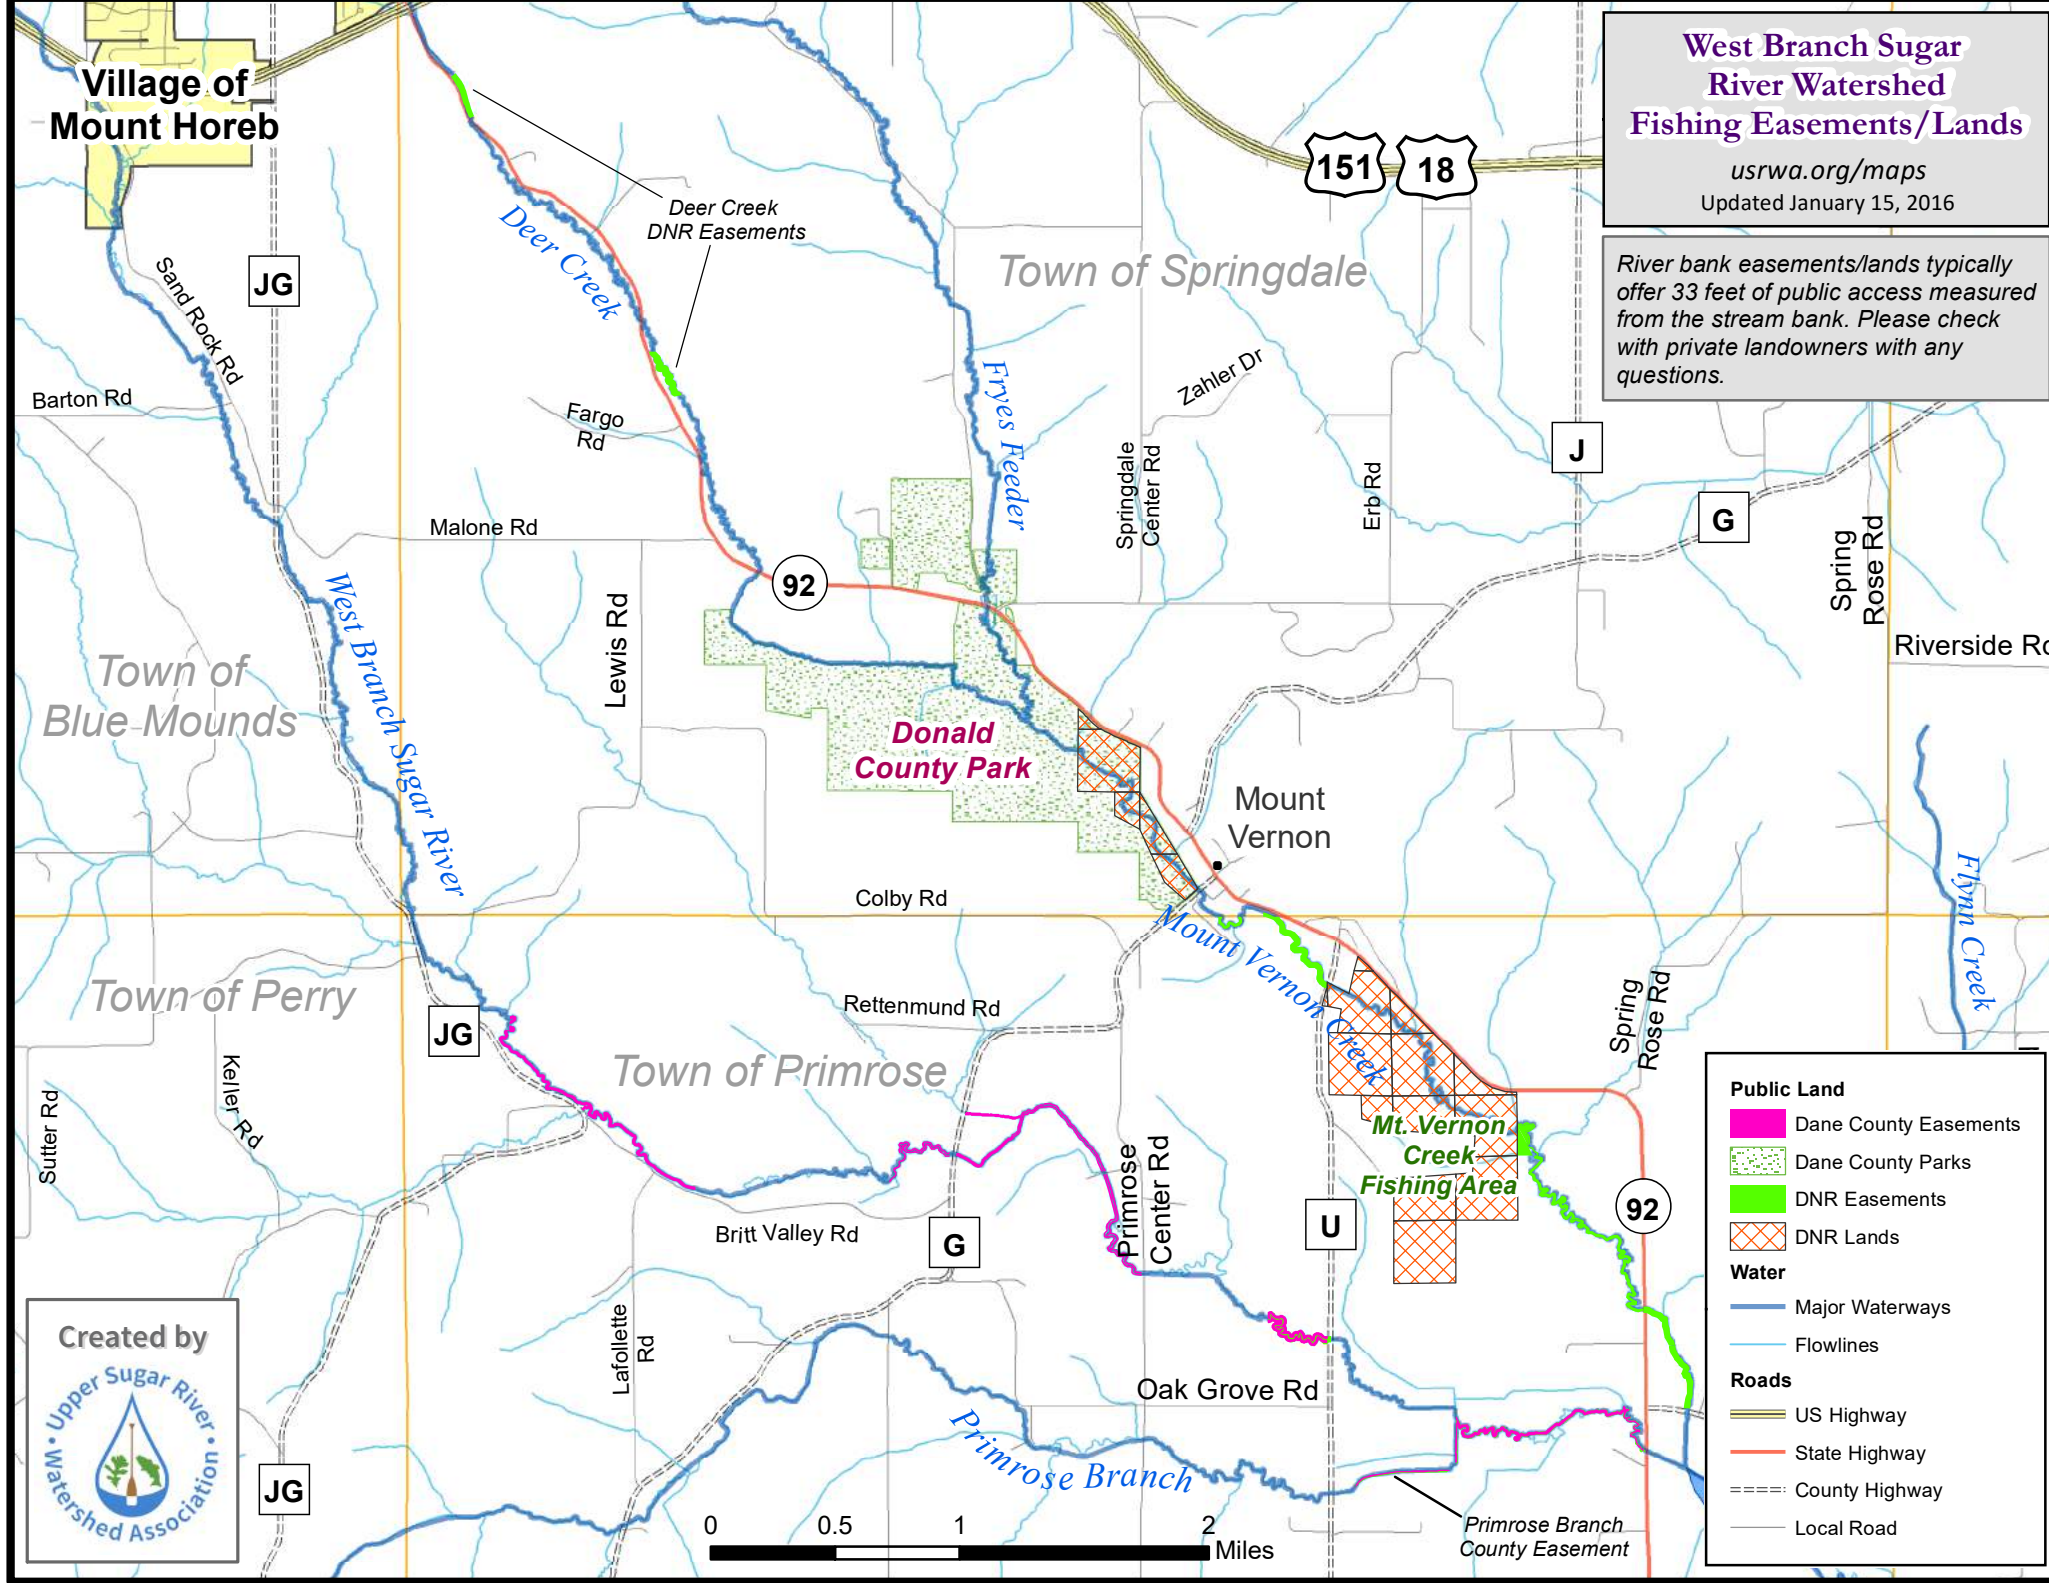 West Branch Sugar
River Watershed
Fishing Easements/Lands
usrwa.org/maps
Updated January 15, 2016
River bank easements/lands typically
offer 33 feet of public access measured
from the stream bank. Please check
with private landowners with any
questions.
Village of
Mount Horeb
151
18
Deer Creek
DNR Easements
Deer Creek
Town of Springdale
JG
Sand Rock Rd
Barton Rd
Fargo
Rd
Fryes Feeder
Zahler Dr
Springdale
Center Rd
Erb Rd
J
G
Spring
Rose Rd
Malone Rd
92
Lewis Rd
West Branch Sugar River
Riverside Rd
Town of
Blue Mounds
Donald
County Park
Mount
Vernon
Colby Rd
Mount Vernon Creek
Flynn Creek
Town of Perry
JG
Rettenmund Rd
Spring
Rose Rd
Town of Primrose
Keller Rd
Sutter Rd
Primrose
Center Rd
Mt. Vernon
Creek
Fishing Area
92
U
Britt Valley Rd
G
Lafollette
Rd
Oak Grove Rd
Primrose Branch
JG
Primrose Branch
County Easement
0 0.5 1 2
Miles
Created by
Upper Sugar River
Watershed Association
Public Land
Dane County Easements
Dane County Parks
DNR Easements
DNR Lands
Water
Major Waterways
Flowlines
Roads
US Highway
State Highway
County Highway
Local Road